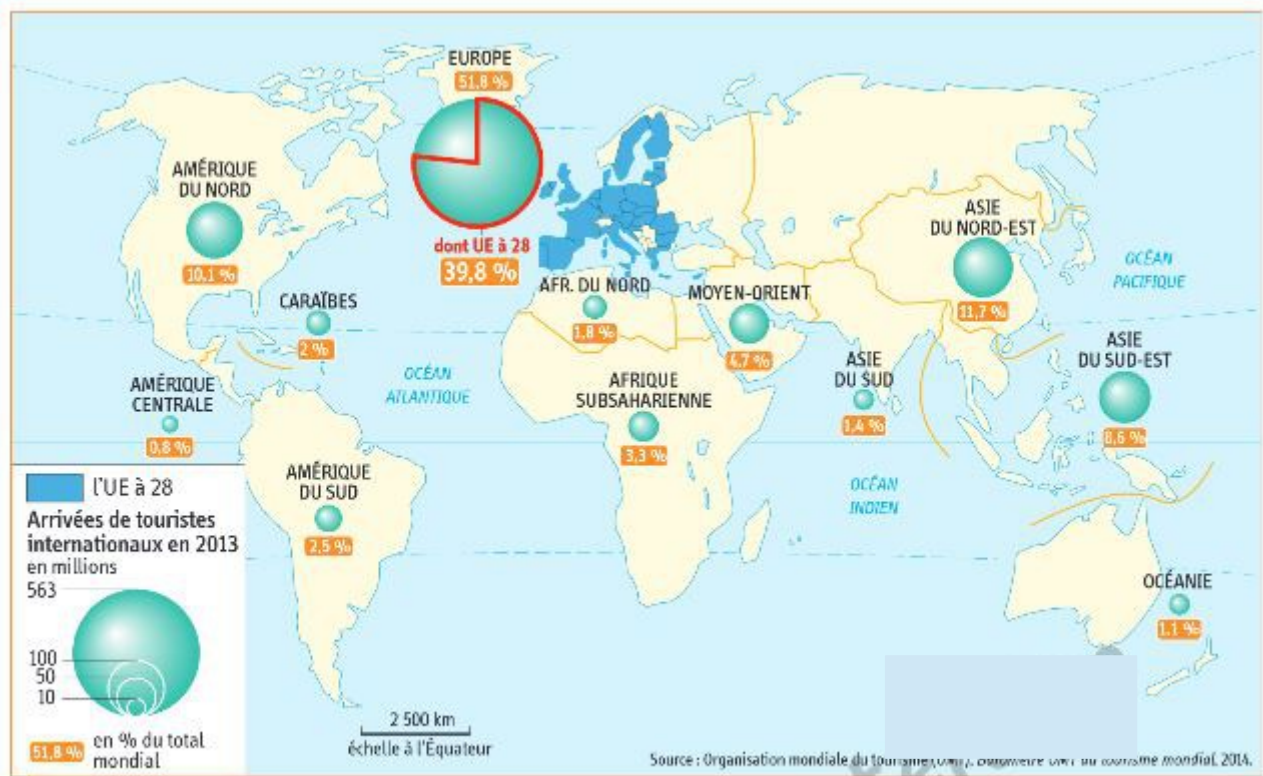 EUROPE
51,8 %
dont UE à 28
39,8 %
AMÉRIQUE
DU NORD
10,1 %
CARAÏBES
2 %
AMÉRIQUE
CENTRALE
0,8 %
AMÉRIQUE
DU SUD
2,5 %
OCÉAN
ATLANTIQUE
AFR. DU NORD
1,8 %
MOYEN-ORIENT
4,7 %
AFRIQUE
SUBSAHARIENNE
3,3 %
ASIE
DU SUD
1,4 %
ASIE
DU NORD-EST
11,7 %
OCÉAN
PACIFIQUE
ASIE
DU SUD-EST
8,6 %
OCÉAN
INDIEN
OCÉANIE
1,1 %
l'UE à 28
Arrivées de touristes
internationaux en 2013
en millions
563
100
50
10
51,8 %
en % du total
mondial
2 500 km
échelle à l'Équateur
Source : Organisation mondiale du tourisme (OMT). Baromètre OMT du tourisme mondial, 2014.